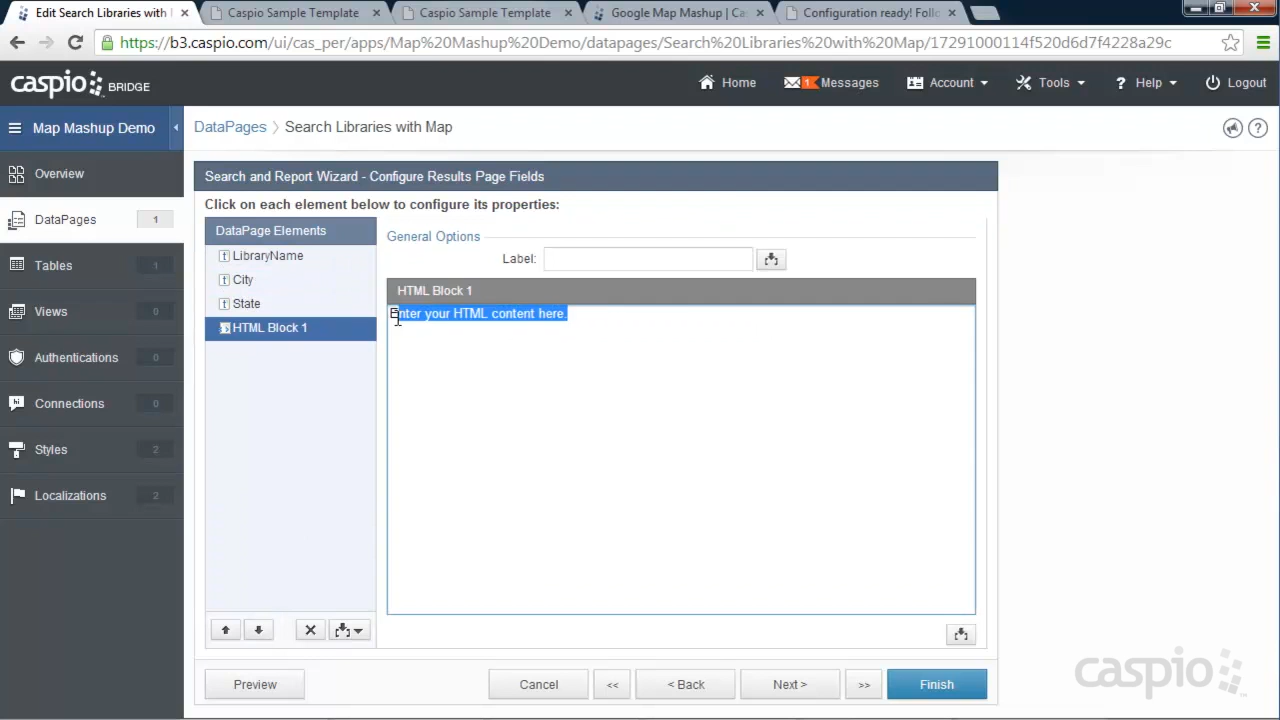 Edit Search Libraries with
Caspio Sample Template
Caspio Sample Template
Google Map Mashup | Ca
Configuration ready! Follo
https://b3.caspio.com/ui/cas_per/apps/Map%20Mashup%20Demo/datapages/Search%20Libraries%20with%20Map/17291000114f520d6d7f4228a29c
caspio BRIDGE
Home
1
Messages
Account
Tools
? Help
Logout
Map Mashup Demo
DataPages
Search Libraries with Map
?
Overview
DataPages 1
Tables 1
Views 0
Authentications 0
hi Connections 0
Styles 2
Localizations 2
Search and Report Wizard - Configure Results Page Fields
Click on each element below to configure its properties:
DataPage Elements
t LibraryName
t City
t State
HTML Block 1
General Options
Label:
HTML Block 1
Enter your HTML content here.
Preview
Cancel
<<
< Back
Next >
>>
Finish
caspio